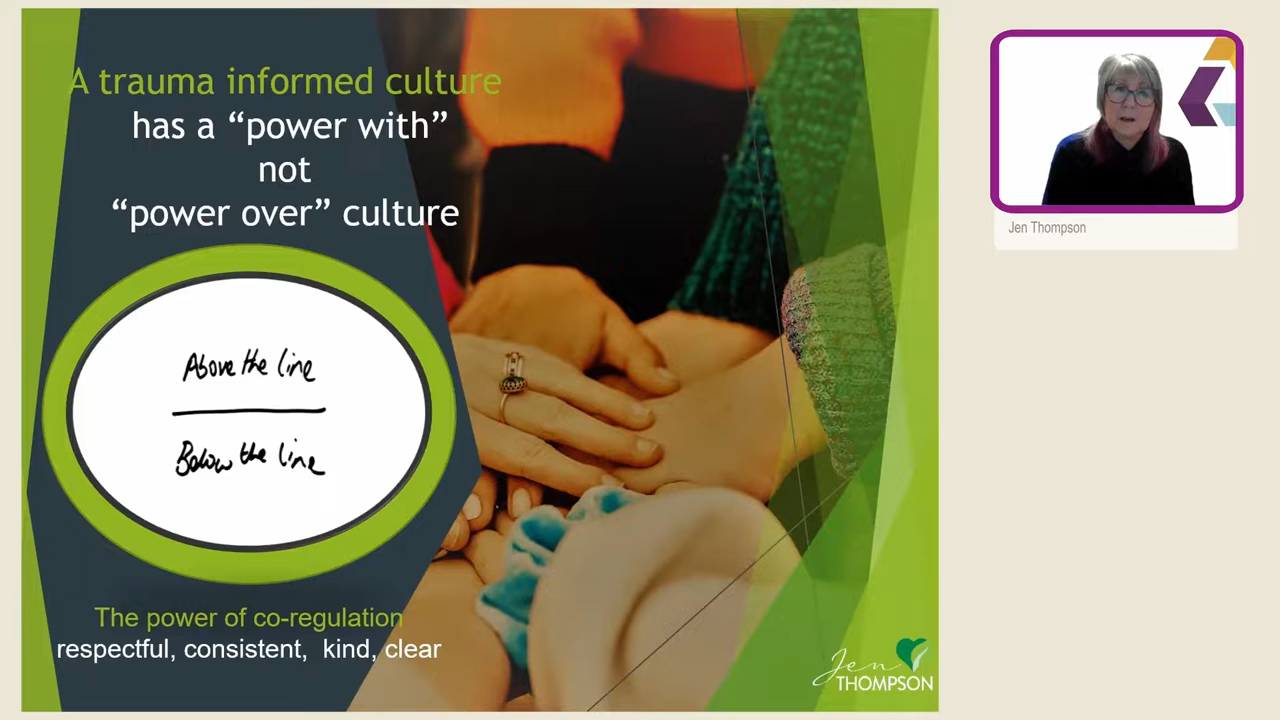 A trauma informed culture
has a “power with”
not
“power over” culture
Above the line
Below the line
The power of co-regulation
respectful, consistent,  kind, clear
Jen
THOMPSON
Jen Thompson